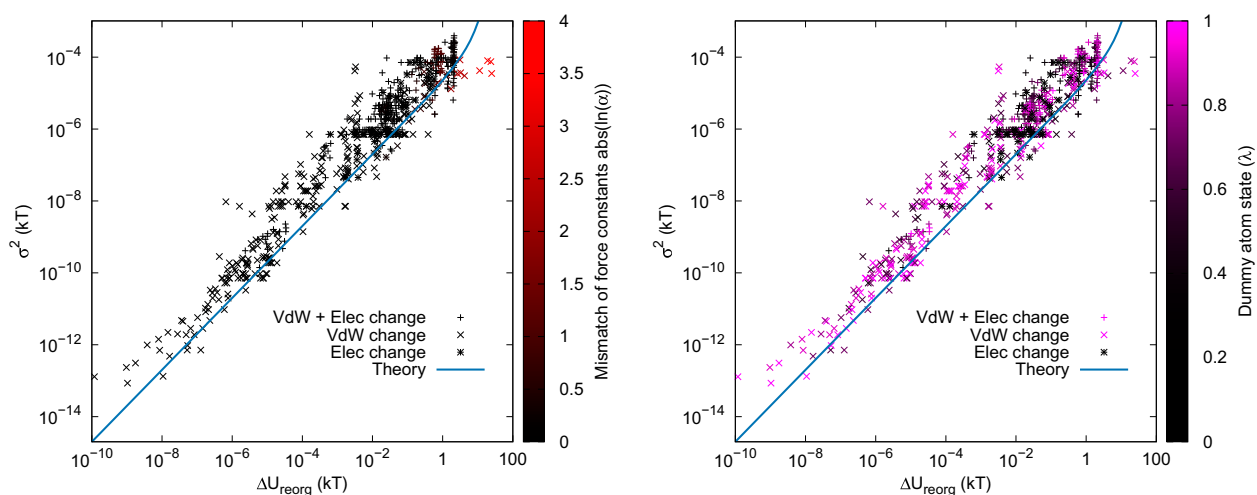 10⁻⁴
10⁻⁶
10⁻⁸
10⁻¹⁰
10⁻¹²
10⁻¹⁴
σ² (kT)
10⁻¹⁰ 10⁻⁸ 10⁻⁶ 10⁻⁴ 10⁻² 1 100
ΔU_reorg (kT)
VdW + Elec change
VdW change
Elec change
Theory
4
3.5
3
2.5
2
1.5
1
0.5
0
Mismatch of force constants abs(ln(α))
10⁻⁴
10⁻⁶
10⁻⁸
10⁻¹⁰
10⁻¹²
10⁻¹⁴
σ² (kT)
10⁻¹⁰ 10⁻⁸ 10⁻⁶ 10⁻⁴ 10⁻² 1 100
ΔU_reorg (kT)
VdW + Elec change
VdW change
Elec change
Theory
1
0.8
0.6
0.4
0.2
0
Dummy atom state (λ)